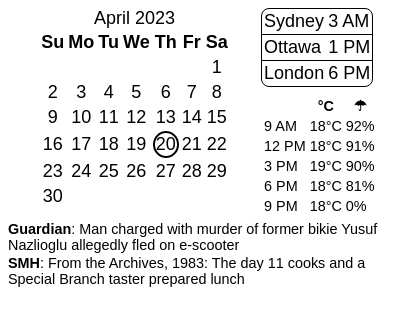 April 2023
Su Mo Tu We Th Fr Sa
1
2 3 4 5 6 7 8
9 10 11 12 13 14 15
16 17 18 19 20 21 22
23 24 25 26 27 28 29
30
Sydney 3 AM
Ottawa 1 PM
London 6 PM
°C ☂
9 AM 18°C 92%
12 PM 18°C 91%
3 PM 19°C 90%
6 PM 18°C 81%
9 PM 18°C 0%
Guardian: Man charged with murder of former bikie Yusuf
Nazlioglu allegedly fled on e-scooter
SMH: From the Archives, 1983: The day 11 cooks and a
Special Branch taster prepared lunch